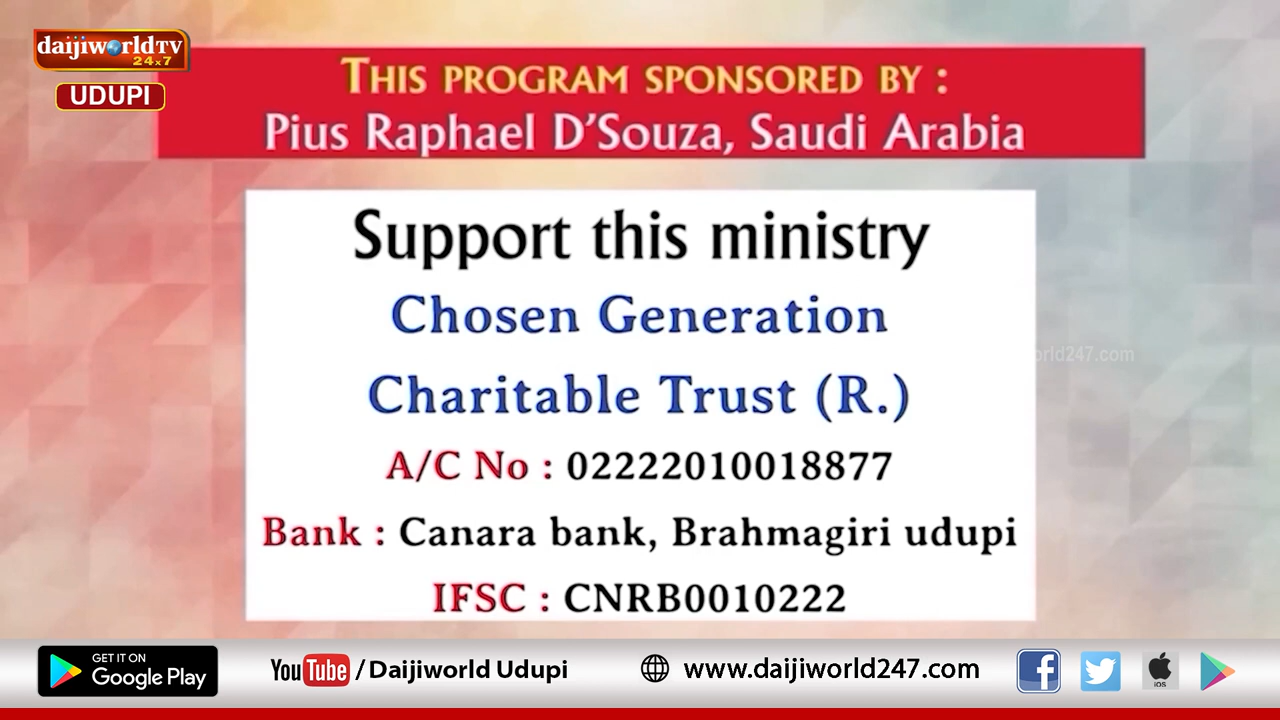 daijiworldTV
24x7
UDUPI
THIS PROGRAM SPONSORED BY :
Pius Raphael D'Souza, Saudi Arabia
Support this ministry
Chosen Generation
Charitable Trust (R.)
orld247.com
A/C No : 02222010018877
Bank : Canara bank, Brahmagiri udupi
IFSC : CNRB0010222
GET IT ON
Google Play
YouTube /Daijiworld Udupi
www.daijiworld247.com
iOS